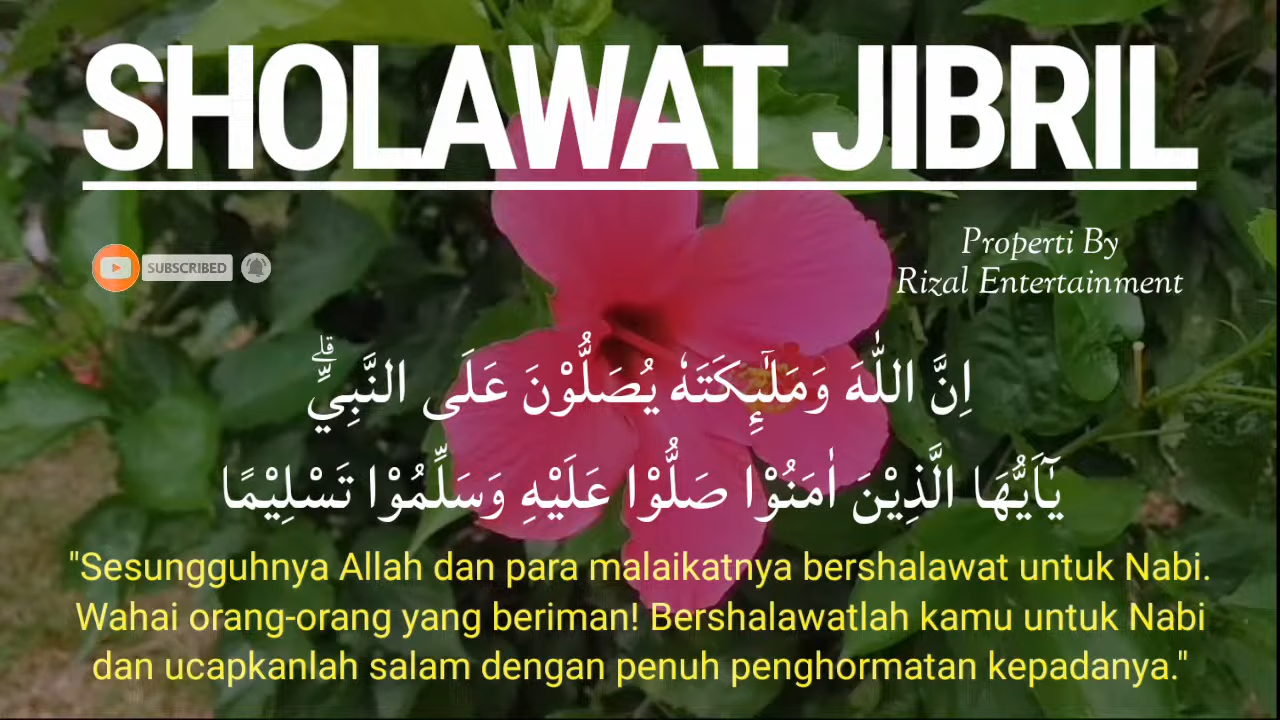 SHOLAWAT JIBRIL
Properti By
Rizal Entertainment
SUBSCRIBED
اِنَّ اللّٰهَ وَمَلٰۤىِٕكَتَهٗ يُصَلُّوْنَ عَلَى النَّبِيِّۗ
يٰٓاَيُّهَا الَّذِيْنَ اٰمَنُوْا صَلُّوْا عَلَيْهِ وَسَلِّمُوْا تَسْلِيْمًا
"Sesungguhnya Allah dan para malaikatnya bershalawat untuk Nabi.
Wahai orang-orang yang beriman! Bershalawatlah kamu untuk Nabi
dan ucapkanlah salam dengan penuh penghormatan kepadanya."